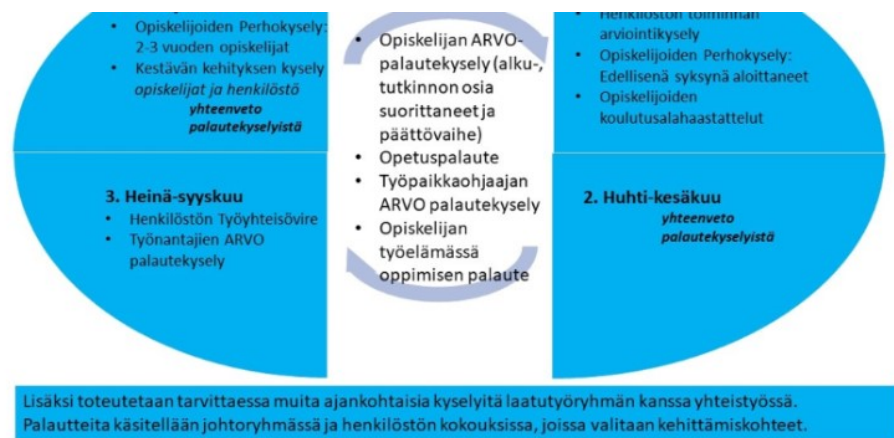 Opiskelijoiden Perhokysely:
2-3 vuoden opiskelijat
• Kestävän kehityksen kysely
opiskelijat ja henkilöstö
yhteenveto
palautekyselyistä
• Opiskelijan ARVO-
palautekysely (alku-,
tutkinnon osia
suorittaneet ja
päättövaihe)
• Opetuspalaute
• Työpaikkaohjaajan
ARVO palautekysely
• Opiskelijan
työelämässä
oppimisen palaute
Henkilöstön toiminnan
arviointikysely
• Opiskelijoiden Perhokysely:
Edellisenä syksynä aloittaneet
• Opiskelijoiden
koulutusalahaastattelut
3. Heinä-syyskuu
• Henkilöstön Työyhteisövire
• Työnantajien ARVO
palautekysely
2. Huhti-kesäkuu
yhteenveto
palautekyselyistä
Lisäksi toteutetaan tarvittaessa muita ajankohtaisia kyselyitä laatutyöryhmän kanssa yhteistyössä.
Palautteita käsitellään johtoryhmässä ja henkilöstön kokouksissa, joissa valitaan kehittämiskohteet.